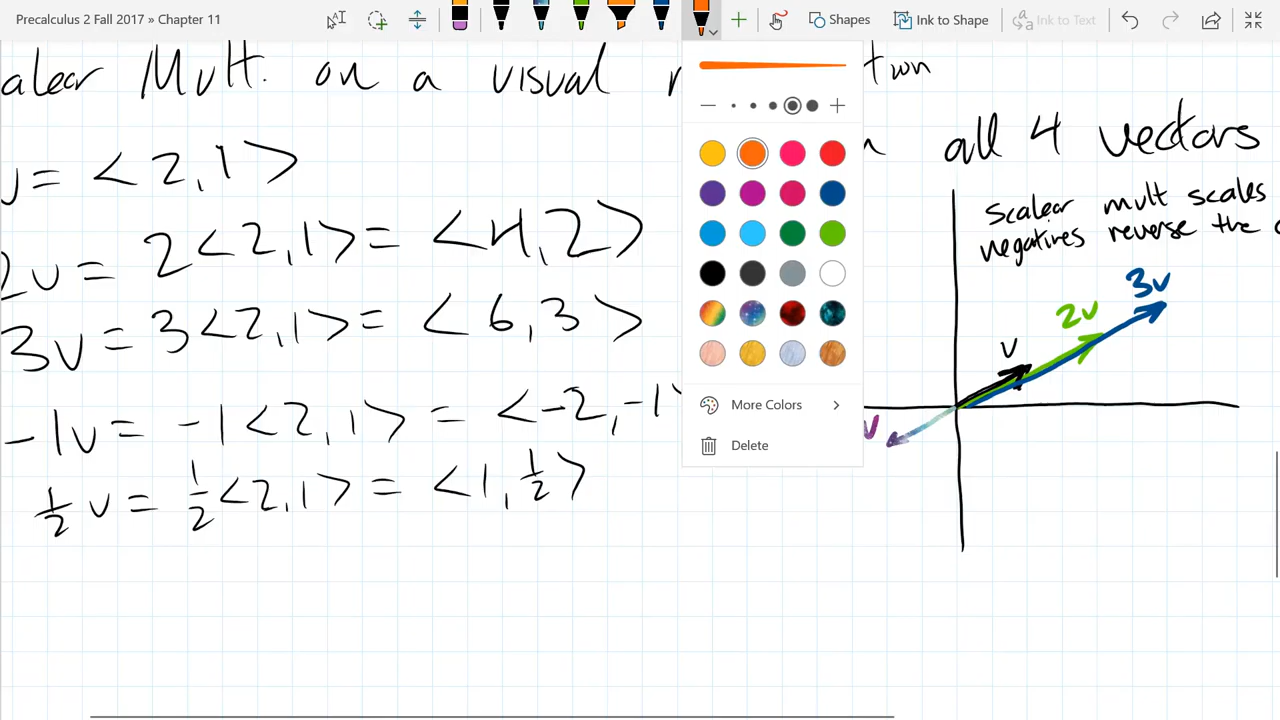 Precalculus 2 Fall 2017 » Chapter 11
Shapes
Ink to Shape
Ink to Text
alear Mult. on a visual
all 4 vectors
v = <2,1>
scalear mult scales
negatives reverse the
2v = 2<2,1> = <4,2>
3v = 3<2,1> = <6,3>
-1v = -1<2,1> = <-2,-1>
½v = ½<2,1> = <1,½>
3v
2v
v
v
More Colors
Delete